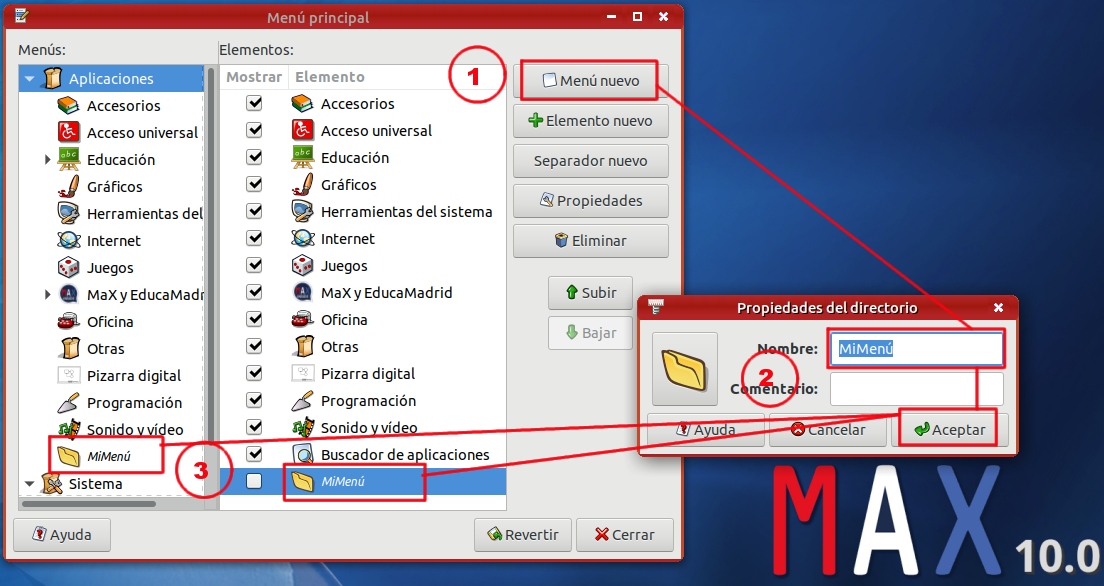 Menú principal
Menús:
Elementos:
Aplicaciones
Accesorios
Acceso universal
Educación
Gráficos
Herramientas del
Internet
Juegos
MaX y EducaMadr
Oficina
Otras
Pizarra digital
Programación
Sonido y vídeo
MiMenú
Sistema
Mostrar Elemento
Accesorios
Acceso universal
Educación
Gráficos
Herramientas del sistema
Internet
Juegos
MaX y EducaMadrid
Oficina
Otras
Pizarra digital
Programación
Sonido y vídeo
Buscador de aplicaciones
MiMenú
1
Menú nuevo
Elemento nuevo
Separador nuevo
Propiedades
Eliminar
Subir
Bajar
3
Ayuda
Revertir
Cerrar
Propiedades del directorio
Nombre: MiMenú
2
Comentario:
Ayuda
Cancelar
Aceptar
MAX 10.0